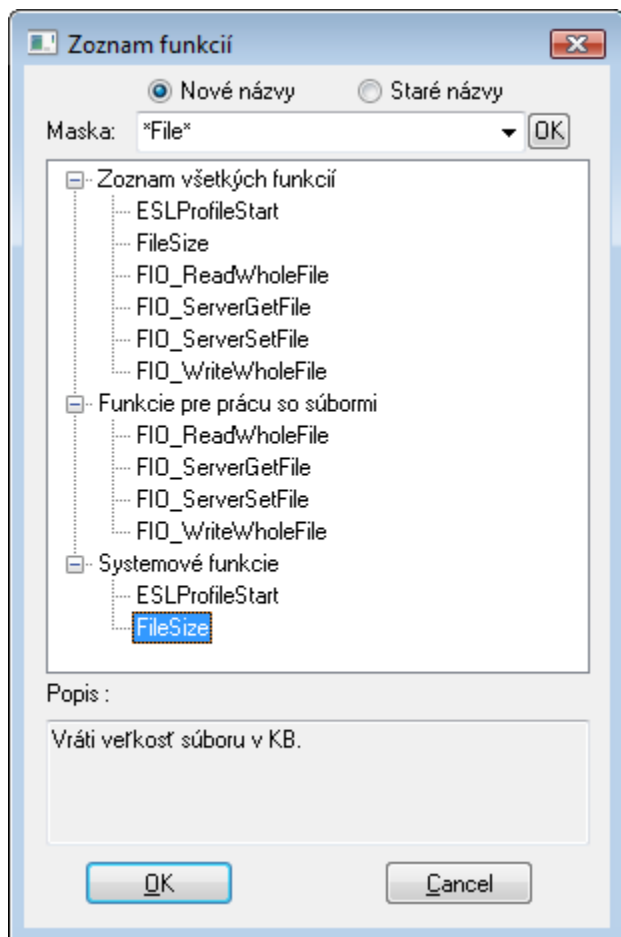 Zoznam funkcií
Nové názvy Staré názvy
Maska: *File* OK
Zoznam všetkých funkcií
ESLProfileStart
FileSize
FIO_ReadWholeFile
FIO_ServerGetFile
FIO_ServerSetFile
FIO_WriteWholeFile
Funkcie pre prácu so súbormi
FIO_ReadWholeFile
FIO_ServerGetFile
FIO_ServerSetFile
FIO_WriteWholeFile
Systemové funkcie
ESLProfileStart
FileSize
Popis :
Vráti veľkosť súboru v KB.
OK Cancel